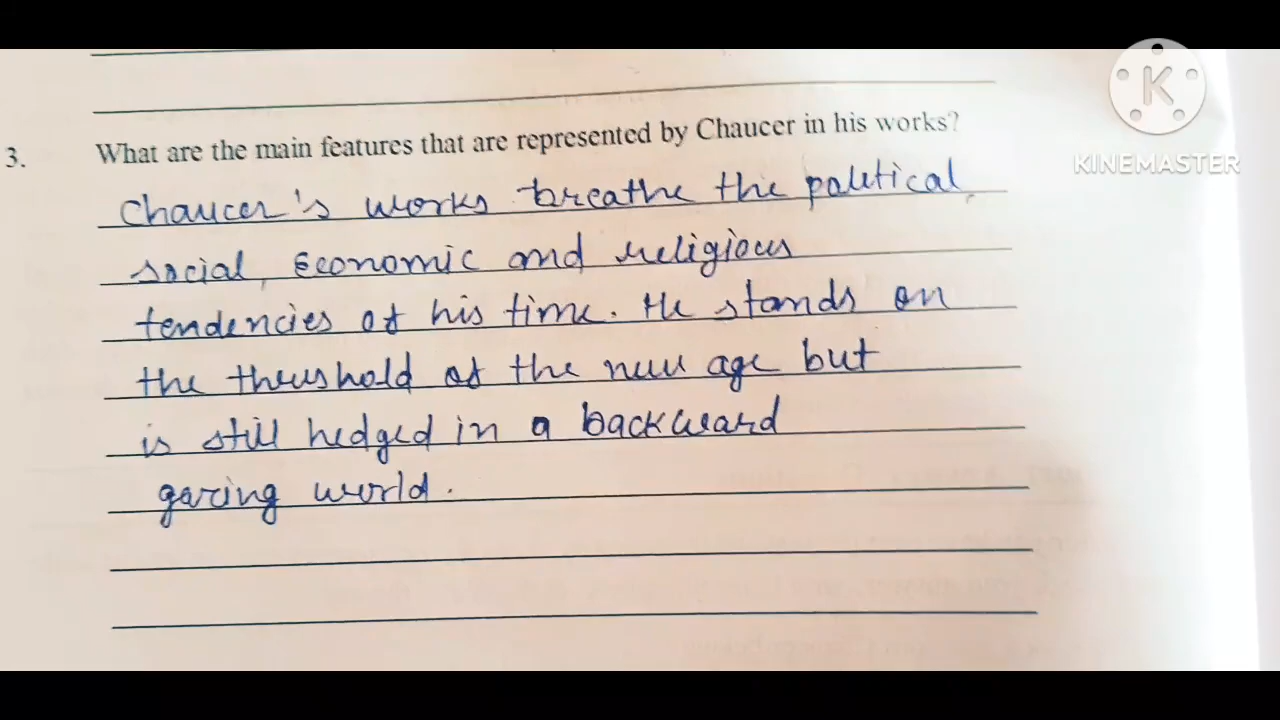 3. What are the main features that are represented by Chaucer in his works?
Chaucer's works breathe the political,
social, Economic and religious
tendencies of his time. He stands on
the threshold of the new age but
is still hedged in a backward
gazing world.
K
KINEMASTER